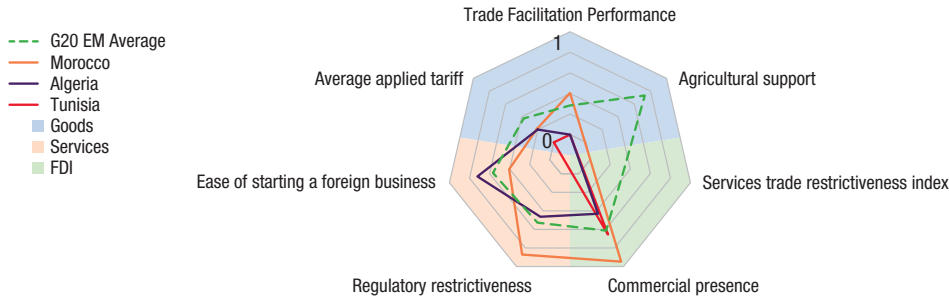 Trade Facilitation Performance
1
G20 EM Average
Morocco
Algeria
Tunisia
Goods
Services
FDI
Average applied tariff
Agricultural support
0
Ease of starting a foreign business
Services trade restrictiveness index
Regulatory restrictiveness
Commercial presence